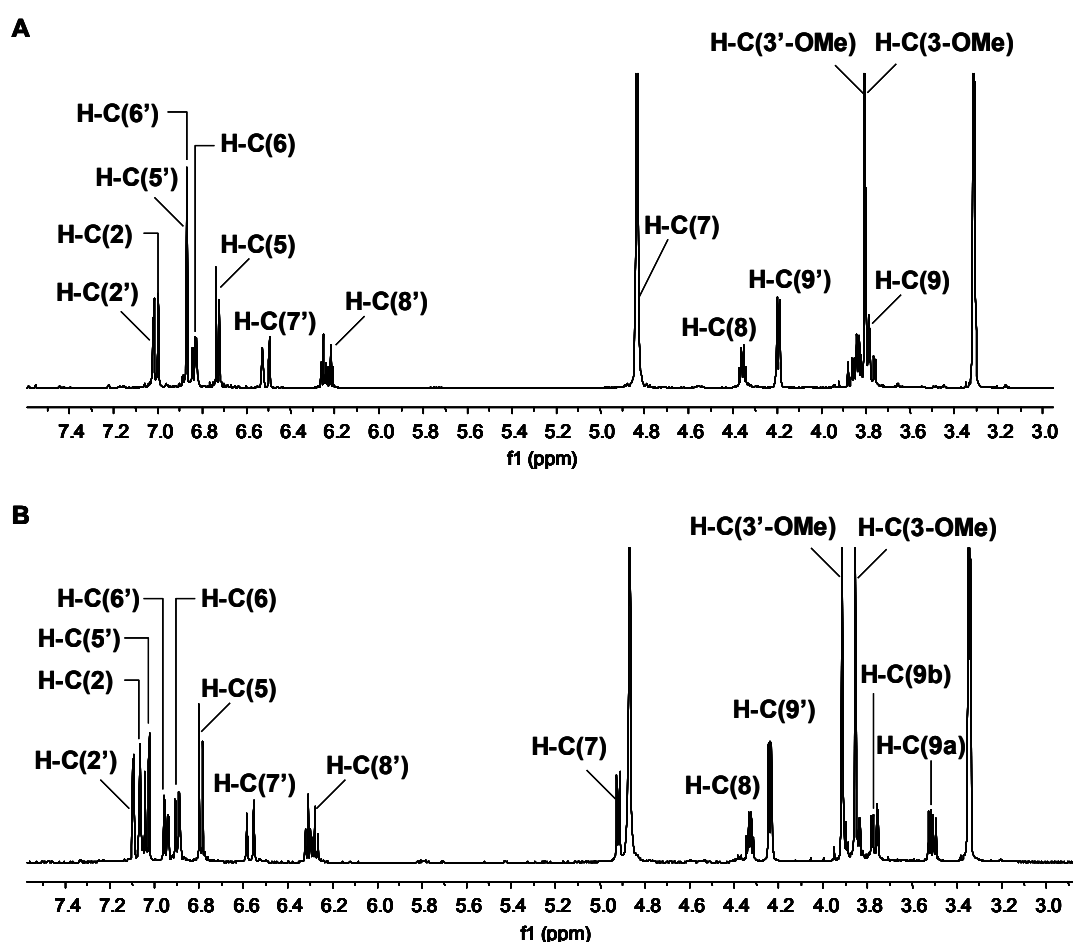 A
H-C(3'-OMe) H-C(3-OMe)
H-C(6')
H-C(6)
H-C(5')
H-C(2)
H-C(5)
H-C(7)
H-C(2')
H-C(7')
H-C(8')
H-C(8)
H-C(9')
H-C(9)
7.4 7.2 7.0 6.8 6.6 6.4 6.2 6.0 5.8 5.6 5.4 5.2 5.0 4.8 4.6 4.4 4.2 4.0 3.8 3.6 3.4 3.2 3.0
f1 (ppm)
B
H-C(3'-OMe) H-C(3-OMe)
H-C(6') H-C(6)
H-C(5')
H-C(2)
H-C(5)
H-C(9b)
H-C(9')
H-C(2')
H-C(7')
H-C(8')
H-C(7)
H-C(8)
H-C(9a)
7.4 7.2 7.0 6.8 6.6 6.4 6.2 6.0 5.8 5.6 5.4 5.2 5.0 4.8 4.6 4.4 4.2 4.0 3.8 3.6 3.4 3.2 3.0
f1 (ppm)